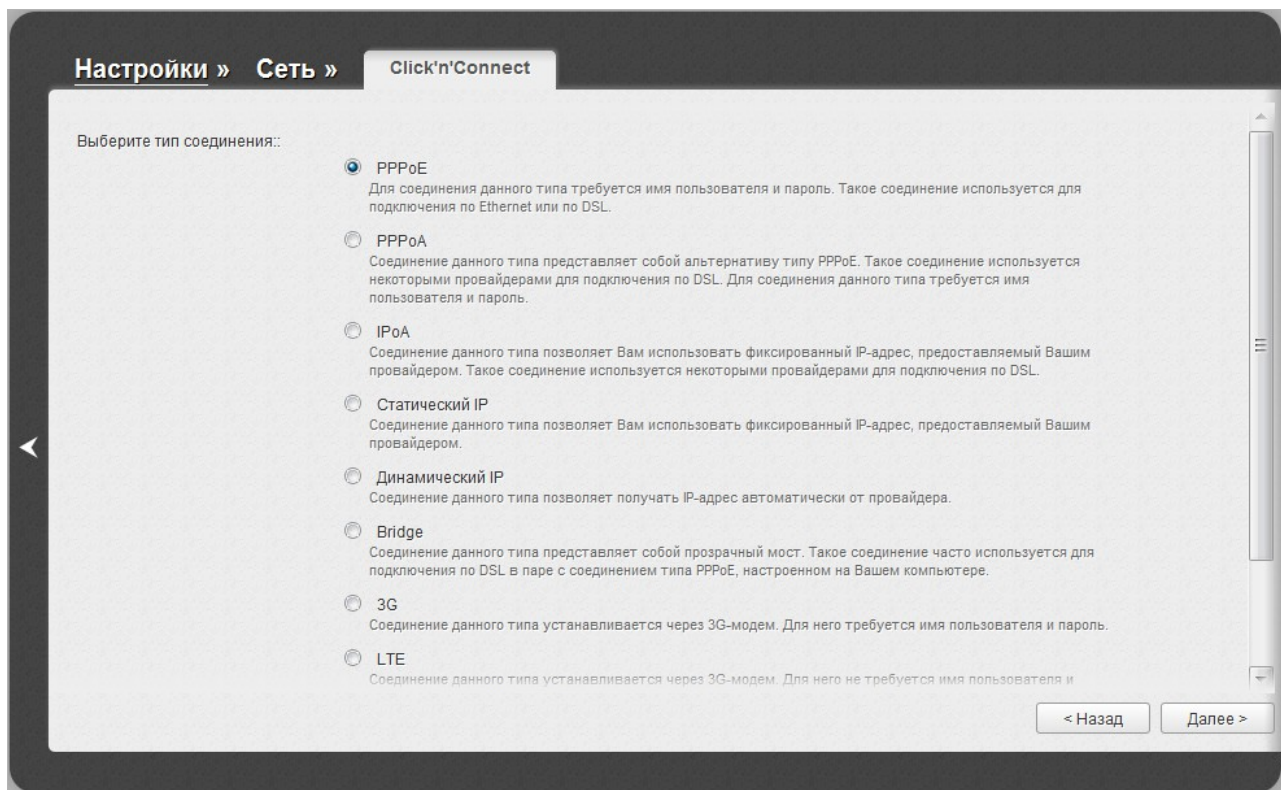 Настройки » Сеть » Click'n'Connect
Выберите тип соединения::
PPPoE
Для соединения данного типа требуется имя пользователя и пароль. Такое соединение используется для
подключения по Ethernet или по DSL.
PPPoA
Соединение данного типа представляет собой альтернативу типу PPPoE. Такое соединение используется
некоторыми провайдерами для подключения по DSL. Для соединения данного типа требуется имя
пользователя и пароль.
IPoA
Соединение данного типа позволяет Вам использовать фиксированный IP-адрес, предоставляемый Вашим
провайдером. Такое соединение используется некоторыми провайдерами для подключения по DSL.
Статический IP
Соединение данного типа позволяет Вам использовать фиксированный IP-адрес, предоставляемый Вашим
провайдером.
Динамический IP
Соединение данного типа позволяет получать IP-адрес автоматически от провайдера.
Bridge
Соединение данного типа представляет собой прозрачный мост. Такое соединение часто используется для
подключения по DSL в паре с соединением типа PPPoE, настроенном на Вашем компьютере.
3G
Соединение данного типа устанавливается через 3G-модем. Для него требуется имя пользователя и пароль.
LTE
Соединение данного типа устанавливается через 3G-модем. Для него не требуется имя пользователя и
< Назад Далее >